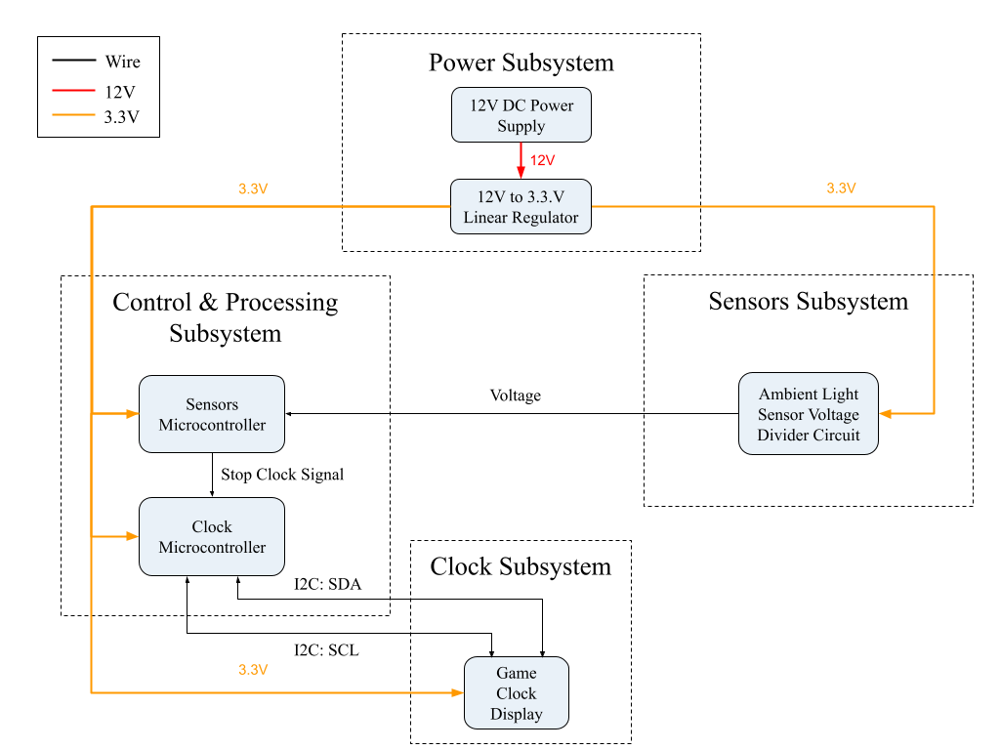 Wire
12V
3.3V
Power Subsystem
12V DC Power
Supply
12V
12V to 3.3.V
Linear Regulator
3.3V
3.3V
Control & Processing
Subsystem
Sensors
Microcontroller
Stop Clock Signal
Clock
Microcontroller
Voltage
Sensors Subsystem
Ambient Light
Sensor Voltage
Divider Circuit
Clock Subsystem
I2C: SDA
I2C: SCL
3.3V
Game
Clock
Display